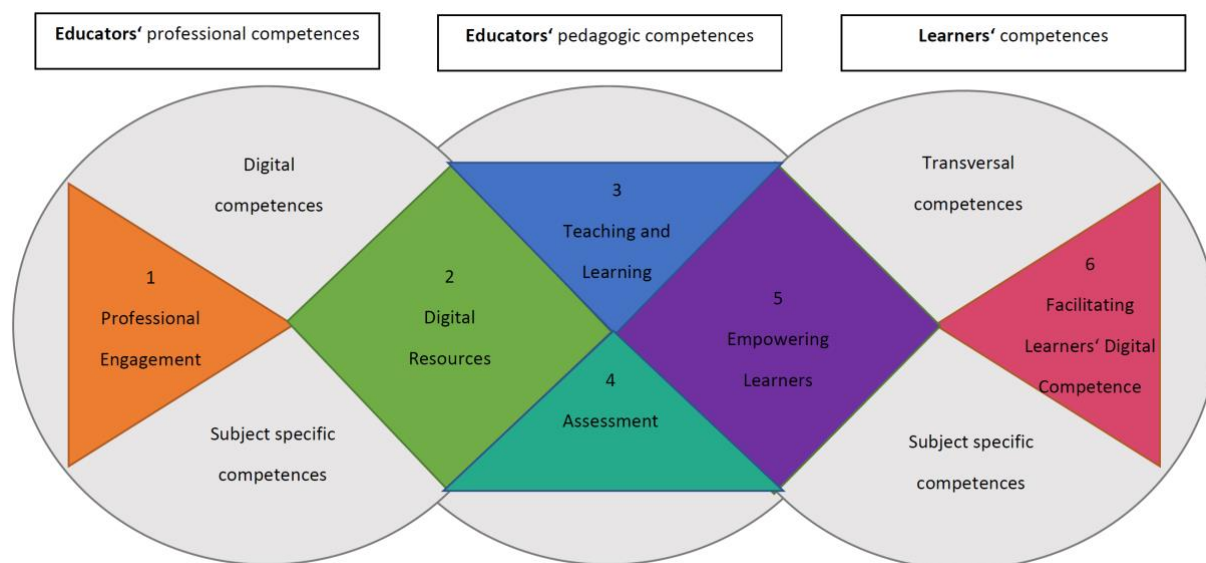 Educators‘ professional competences
Educators‘ pedagogic competences
Learners‘ competences
Digital
competences
Transversal
competences
1
Professional
Engagement
2
Digital
Resources
3
Teaching and
Learning
4
Assessment
5
Empowering
Learners
6
Facilitating
Learners‘ Digital
Competence
Subject specific
competences
Subject specific
competences